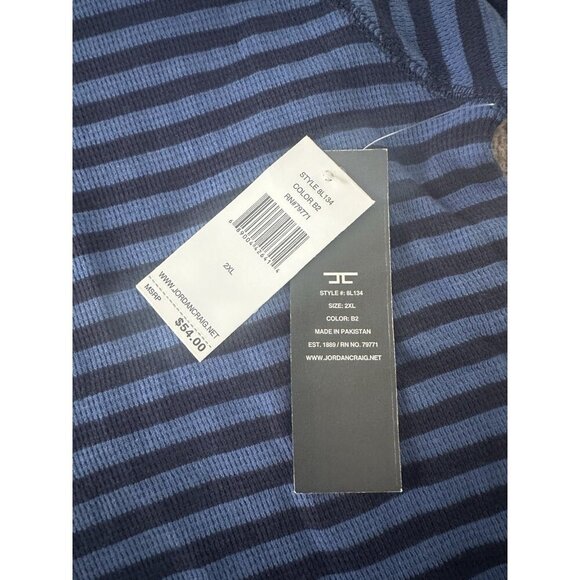 STYLE 8L134
COLOR B2
RN#79771
2XL
WWW.JORDANCRAIG.NET
MSRP
$54.00
STYLE #: 8L134
SIZE: 2XL
COLOR: B2
MADE IN PAKISTAN
EST. 1889 / RN NO. 79771
WWW.JORDANCRAIG.NET